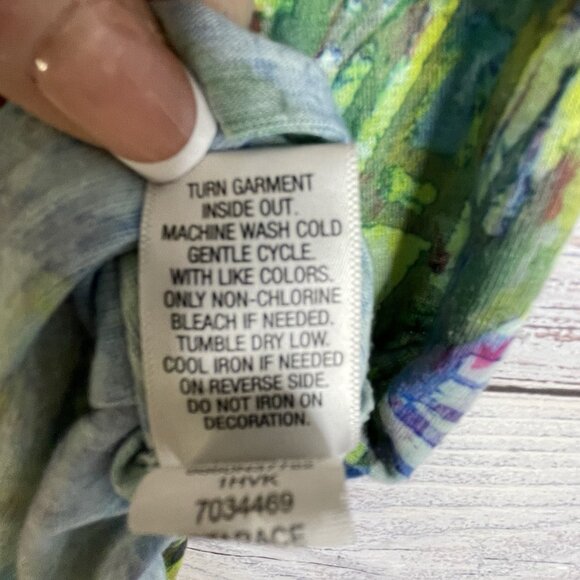 TURN GARMENT
INSIDE OUT.
MACHINE WASH COLD
GENTLE CYCLE.
WITH LIKE COLORS.
ONLY NON-CHLORINE
BLEACH IF NEEDED.
TUMBLE DRY LOW.
COOL IRON IF NEEDED
ON REVERSE SIDE.
DO NOT IRON ON
DECORATION.
1HVK
7034469